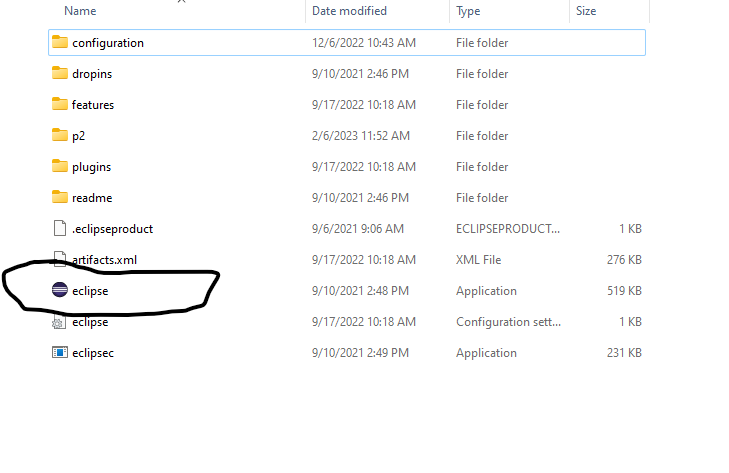 Name Date modified Type Size
configuration 12/6/2022 10:43 AM File folder
dropins 9/10/2021 2:46 PM File folder
features 9/17/2022 10:18 AM File folder
p2 2/6/2023 11:52 AM File folder
plugins 9/17/2022 10:18 AM File folder
readme 9/10/2021 2:46 PM File folder
.eclipseproduct 9/6/2021 9:06 AM ECLIPSEPRODUCT... 1 KB
artifacts.xml 9/17/2022 10:18 AM XML File 276 KB
eclipse 9/10/2021 2:48 PM Application 519 KB
eclipse 9/17/2022 10:18 AM Configuration sett... 1 KB
eclipsec 9/10/2021 2:49 PM Application 231 KB